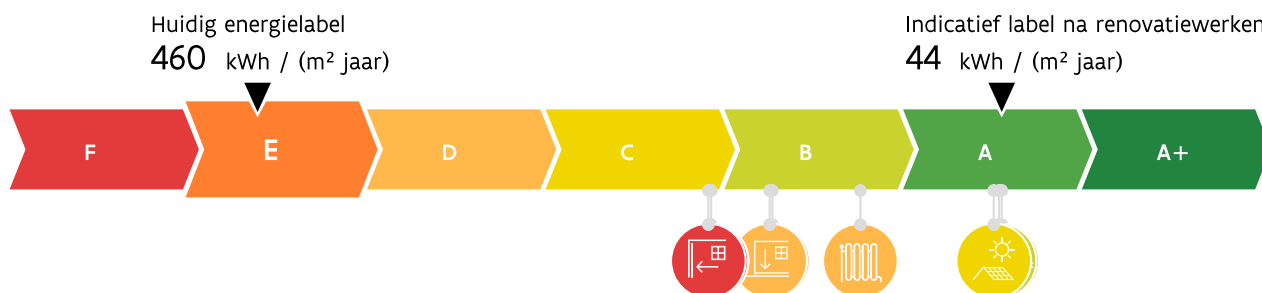 Huidig energielabel
460 kWh / (m² jaar)
Indicatief label na renovatiewerken
44 kWh / (m² jaar)
F
E
D
C
B
A
A+